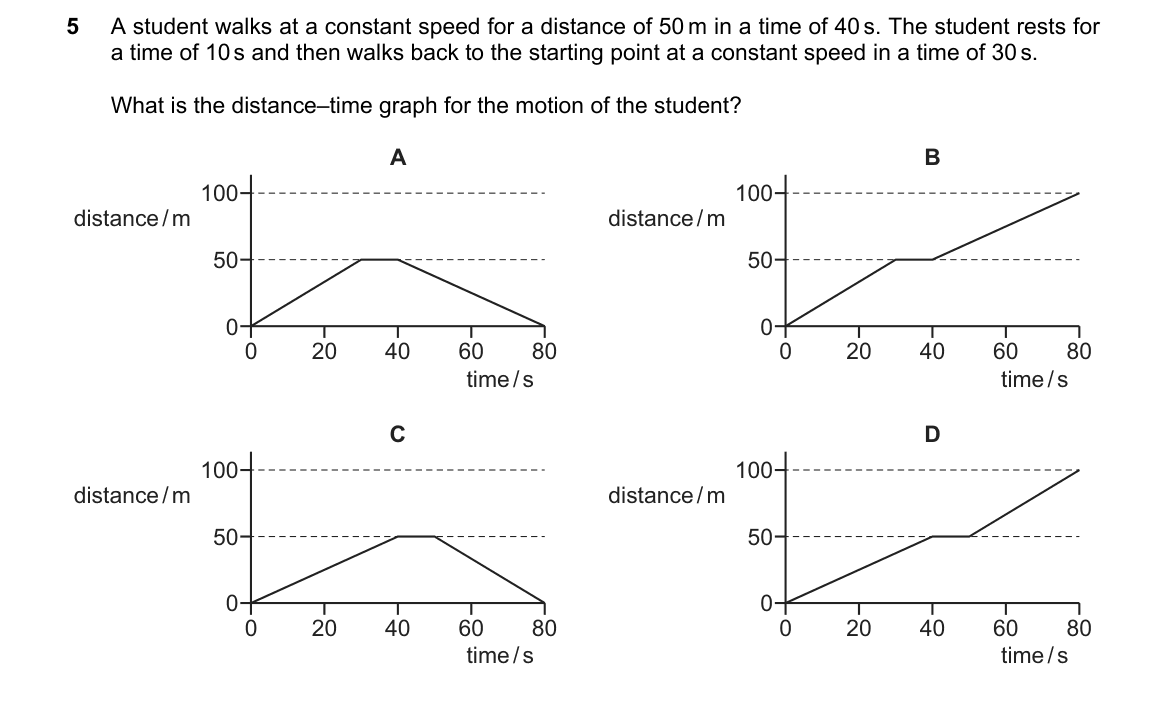 5 A student walks at a constant speed for a distance of 50 m in a time of 40 s. The student rests for
a time of 10 s and then walks back to the starting point at a constant speed in a time of 30 s.
What is the distance–time graph for the motion of the student?
A
100
distance / m
50
0
0 20 40 60 80
time / s
B
100
distance / m
50
0
0 20 40 60 80
time / s
C
100
distance / m
50
0
0 20 40 60 80
time / s
D
100
distance / m
50
0
0 20 40 60 80
time / s